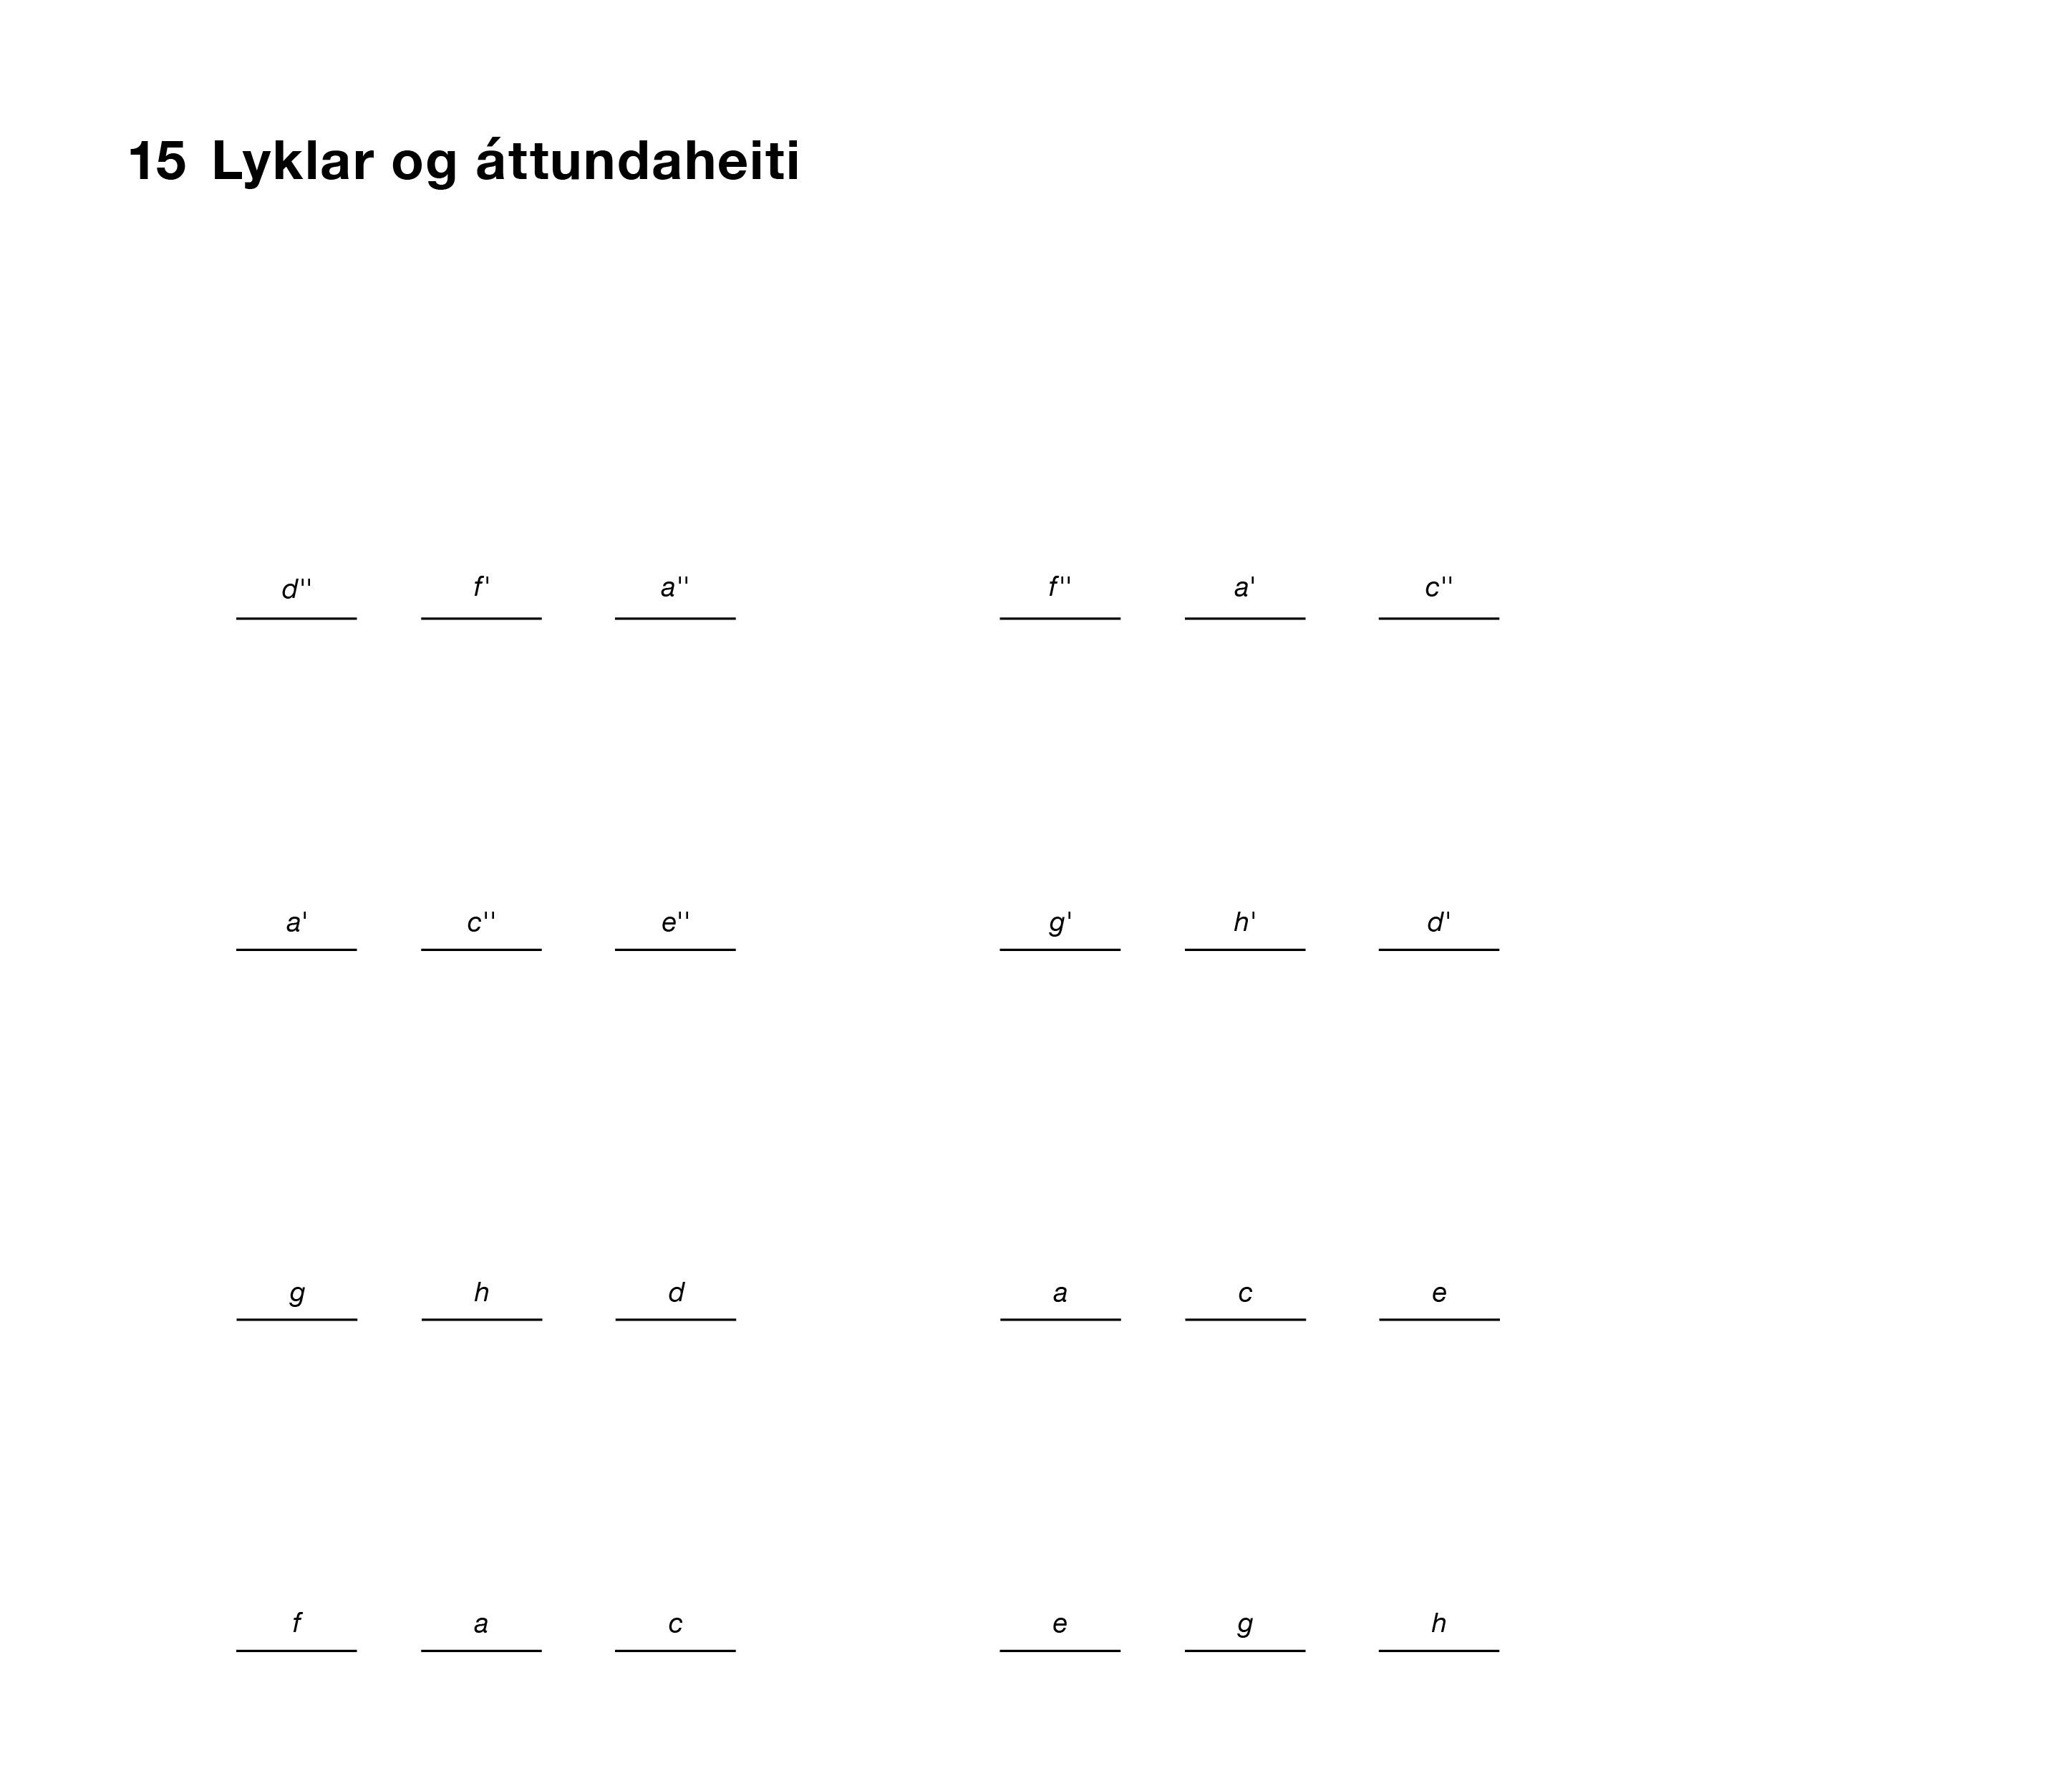 15 Lyklar og áttundaheiti
d'' f' a'' f'' a' c''
a' c'' e'' g' h' d'
g h d a c e
f a c e g h